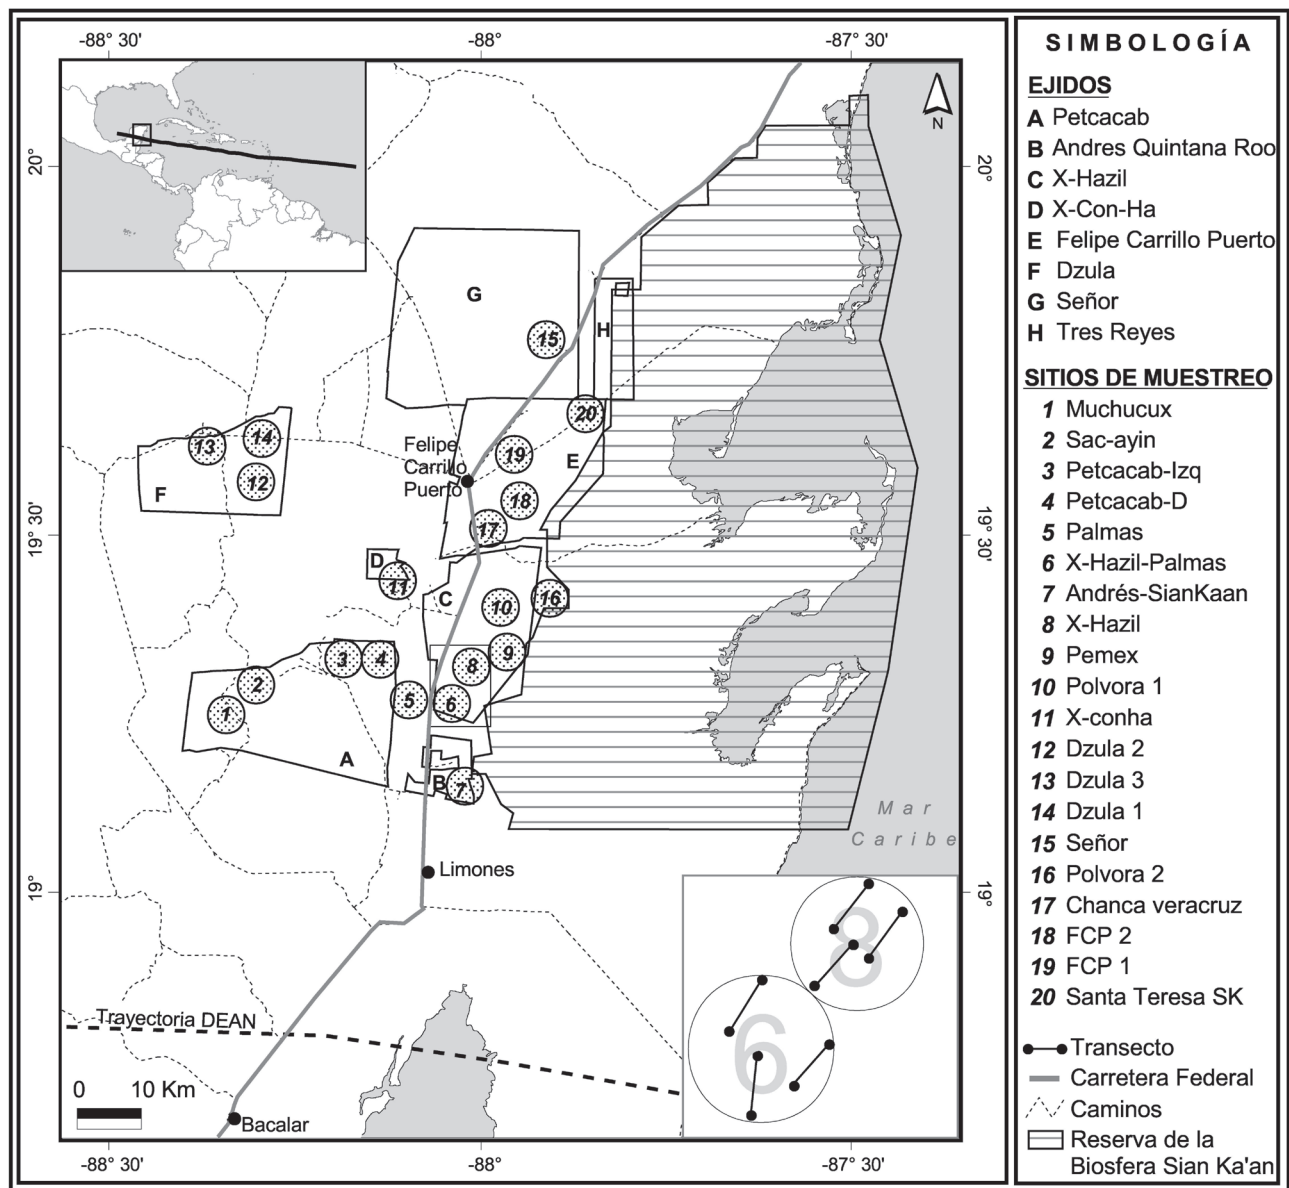 -88° 30'
-88°
-87° 30'
N
20°
20°
G
15
H
20
13
14
12
F
Felipe
Carrillo
Puerto
19
E
18
17
19° 30'
19° 30'
D
11
C
10
16
9
3
4
8
2
5
6
1
A
B
7
Mar
Caribe
Limones
19°
19°
8
6
Trayectoria DEAN
0 10 Km
Bacalar
-88° 30'
-88°
-87° 30'
SIMBOLOGÍA
EJIDOS
A Petcacab
B Andres Quintana Roo
C X-Hazil
D X-Con-Ha
E Felipe Carrillo Puerto
F Dzula
G Señor
H Tres Reyes
SITIOS DE MUESTREO
1 Muchucux
2 Sac-ayin
3 Petcacab-Izq
4 Petcacab-D
5 Palmas
6 X-Hazil-Palmas
7 Andrés-SianKaan
8 X-Hazil
9 Pemex
10 Polvora 1
11 X-conha
12 Dzula 2
13 Dzula 3
14 Dzula 1
15 Señor
16 Polvora 2
17 Chanca veracruz
18 FCP 2
19 FCP 1
20 Santa Teresa SK
Transecto
Carretera Federal
Caminos
Reserva de la
Biosfera Sian Ka'an